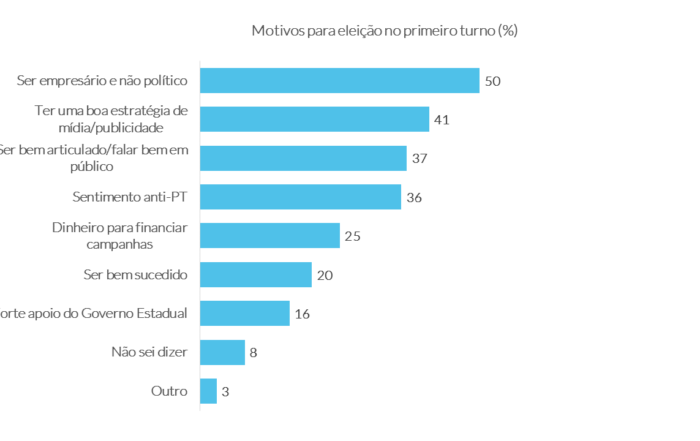 Motivos para eleição no primeiro turno (%)
Ser empresário e não político
50
Ter uma boa estratégia de
mídia/publicidade
41
Ser bem articulado/falar bem em
público
37
Sentimento anti-PT
36
Dinheiro para financiar
campanhas
25
Ser bem sucedido
20
orte apoio do Governo Estadual
16
Não sei dizer
8
Outro
3